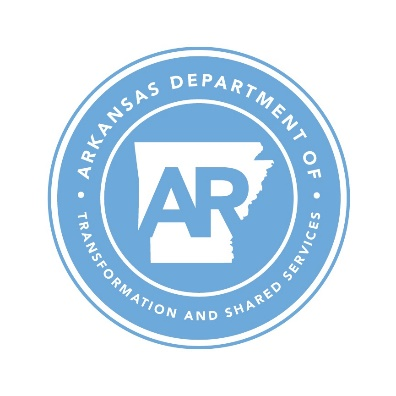 ARKANSAS DEPARTMENT OF
AR
TRANSFORMATION AND SHARED SERVICES